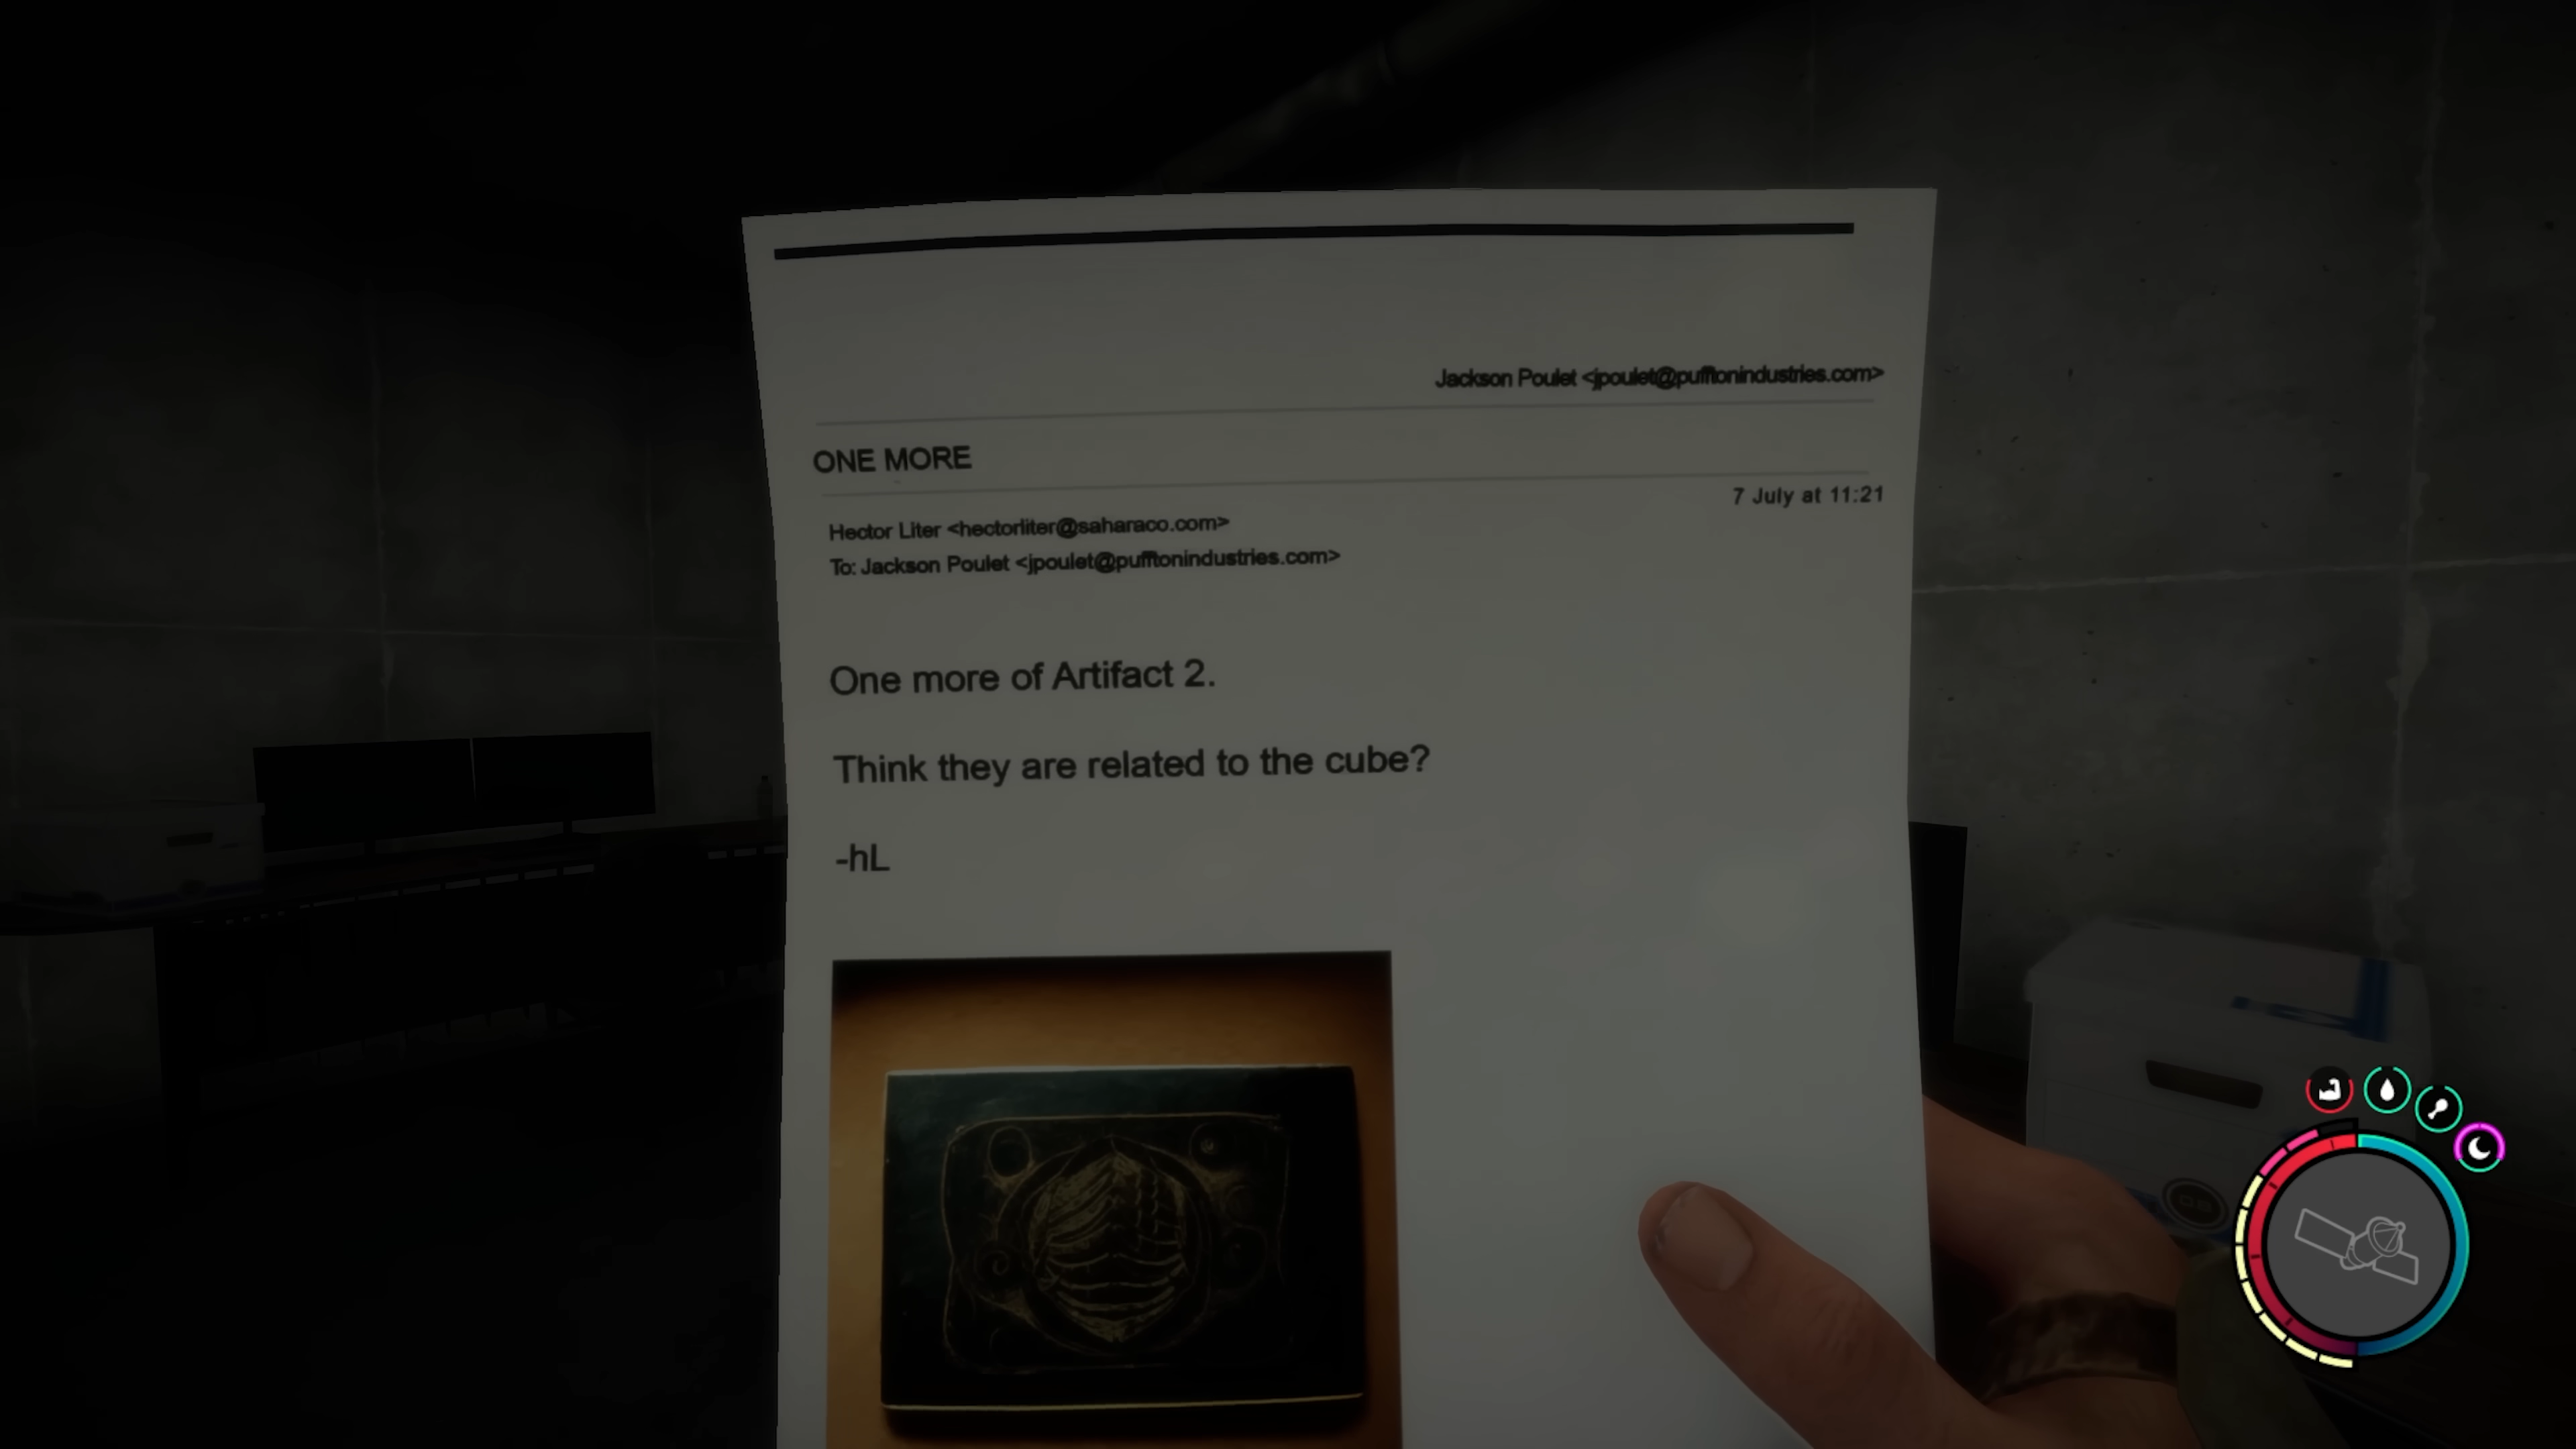 Jackson Poulet <jpoulet@pufftonindustries.com>
ONE MORE
7 July at 11:21
Hector Liter <hectorliter@saharaco.com>
To: Jackson Poulet <jpoulet@pufftonindustries.com>
One more of Artifact 2.
Think they are related to the cube?
-hL